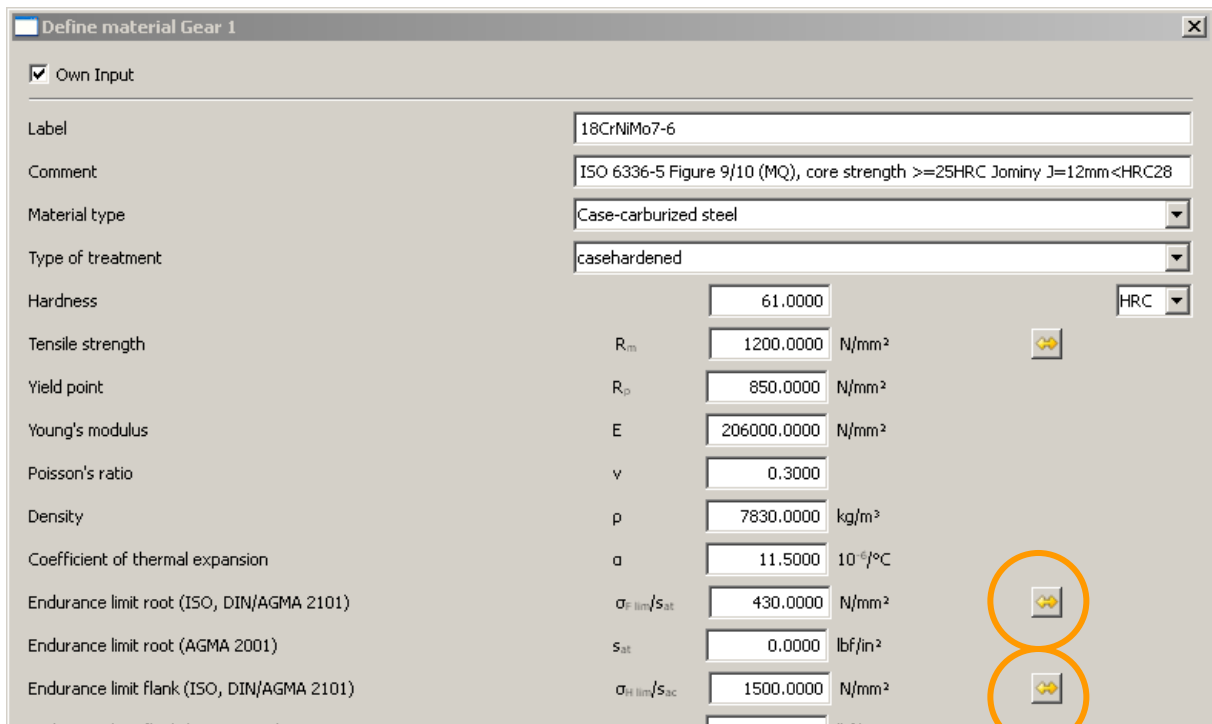 Define material Gear 1
Own Input
Label 18CrNiMo7-6
Comment ISO 6336-5 Figure 9/10 (MQ), core strength >=25HRC Jominy J=12mm<HRC28
Material type Case-carburized steel
Type of treatment casehardened
Hardness 61.0000 HRC
Tensile strength Rm 1200.0000 N/mm²
Yield point Rp 850.0000 N/mm²
Young's modulus E 206000.0000 N/mm²
Poisson's ratio ν 0.3000
Density ρ 7830.0000 kg/m³
Coefficient of thermal expansion α 11.5000 10⁻⁶/°C
Endurance limit root (ISO, DIN/AGMA 2101) σF lim/sat 430.0000 N/mm²
Endurance limit root (AGMA 2001) sat 0.0000 lbf/in²
Endurance limit flank (ISO, DIN/AGMA 2101) σH lim/sac 1500.0000 N/mm²